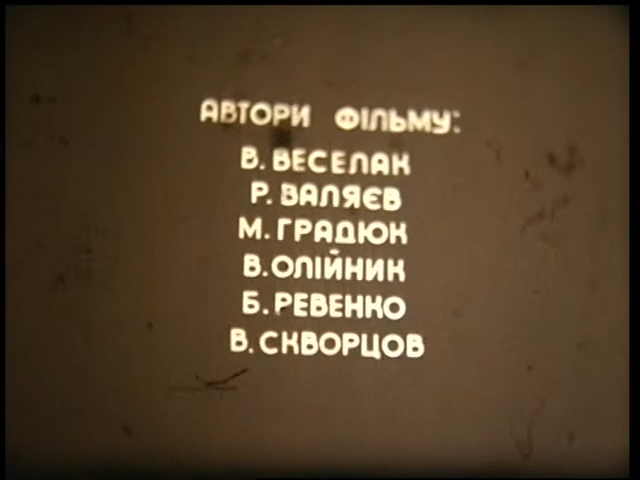 АВТОРИ ФІЛЬМУ:
В. ВЕСЕЛАК
Р. ВАЛЯЄВ
М. ГРАДЮК
В. ОЛІЙНИК
Б. РЕВЕНКО
В. СКВОРЦОВ